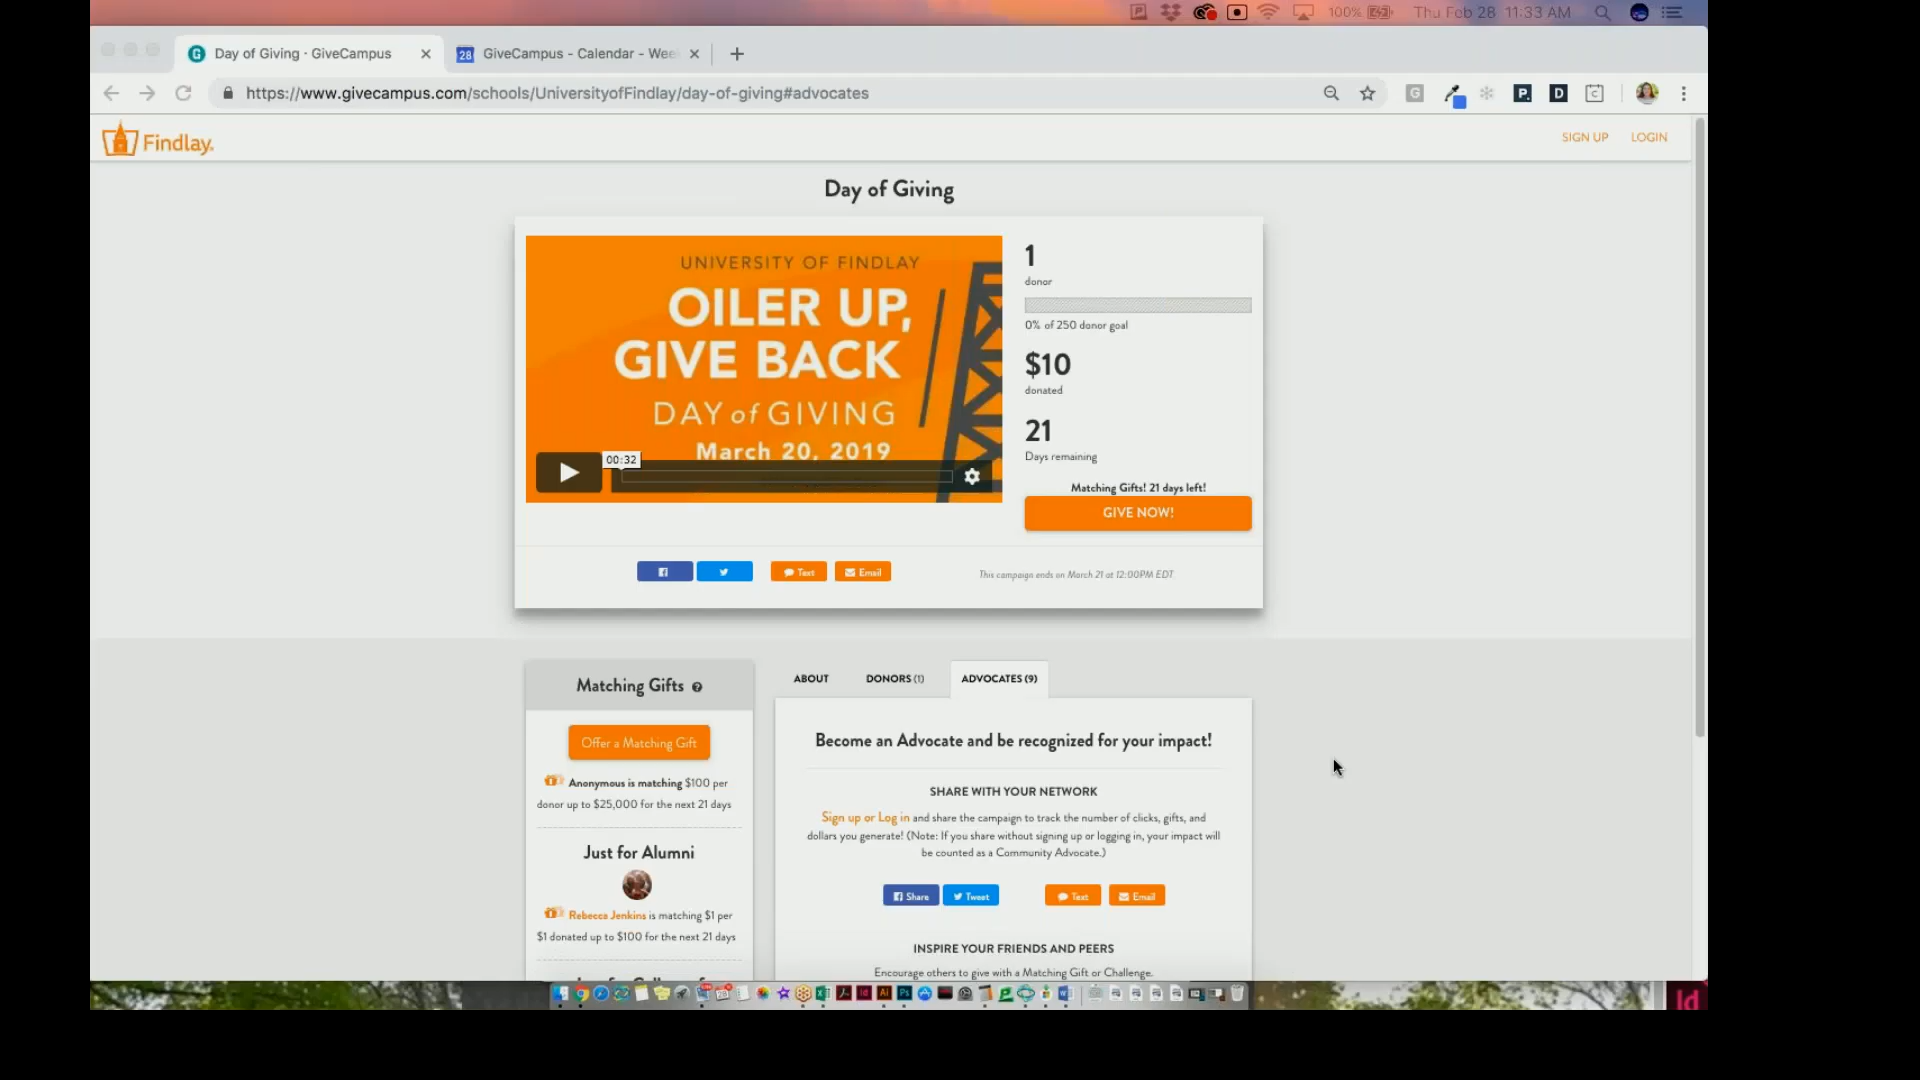 100%
Thu Feb 28 11:33 AM
Day of Giving · GiveCampus
28
GiveCampus - Calendar - Wee
https://www.givecampus.com/schools/UniversityofFindlay/day-of-giving#advocates
Findlay.
SIGN UP
LOGIN
Day of Giving
UNIVERSITY OF FINDLAY
OILER UP,
GIVE BACK
DAY of GIVING
March 20, 2019
00:32
1
donor
0% of 250 donor goal
$10
donated
21
Days remaining
Matching Gifts! 21 days left!
GIVE NOW!
Text
Email
This campaign ends on March 21 at 12:00PM EDT
Matching Gifts
Offer a Matching Gift
Anonymous is matching $100 per
donor up to $25,000 for the next 21 days
Just for Alumni
Rebecca Jenkins is matching $1 per
$1 donated up to $100 for the next 21 days
ABOUT
DONORS (1)
ADVOCATES (9)
Become an Advocate and be recognized for your impact!
SHARE WITH YOUR NETWORK
Sign up or Log in and share the campaign to track the number of clicks, gifts, and
dollars you generate! (Note: If you share without signing up or logging in, your impact will
be counted as a Community Advocate.)
Share
Tweet
Text
Email
INSPIRE YOUR FRIENDS AND PEERS
Encourage others to give with a Matching Gift or Challenge.
Id